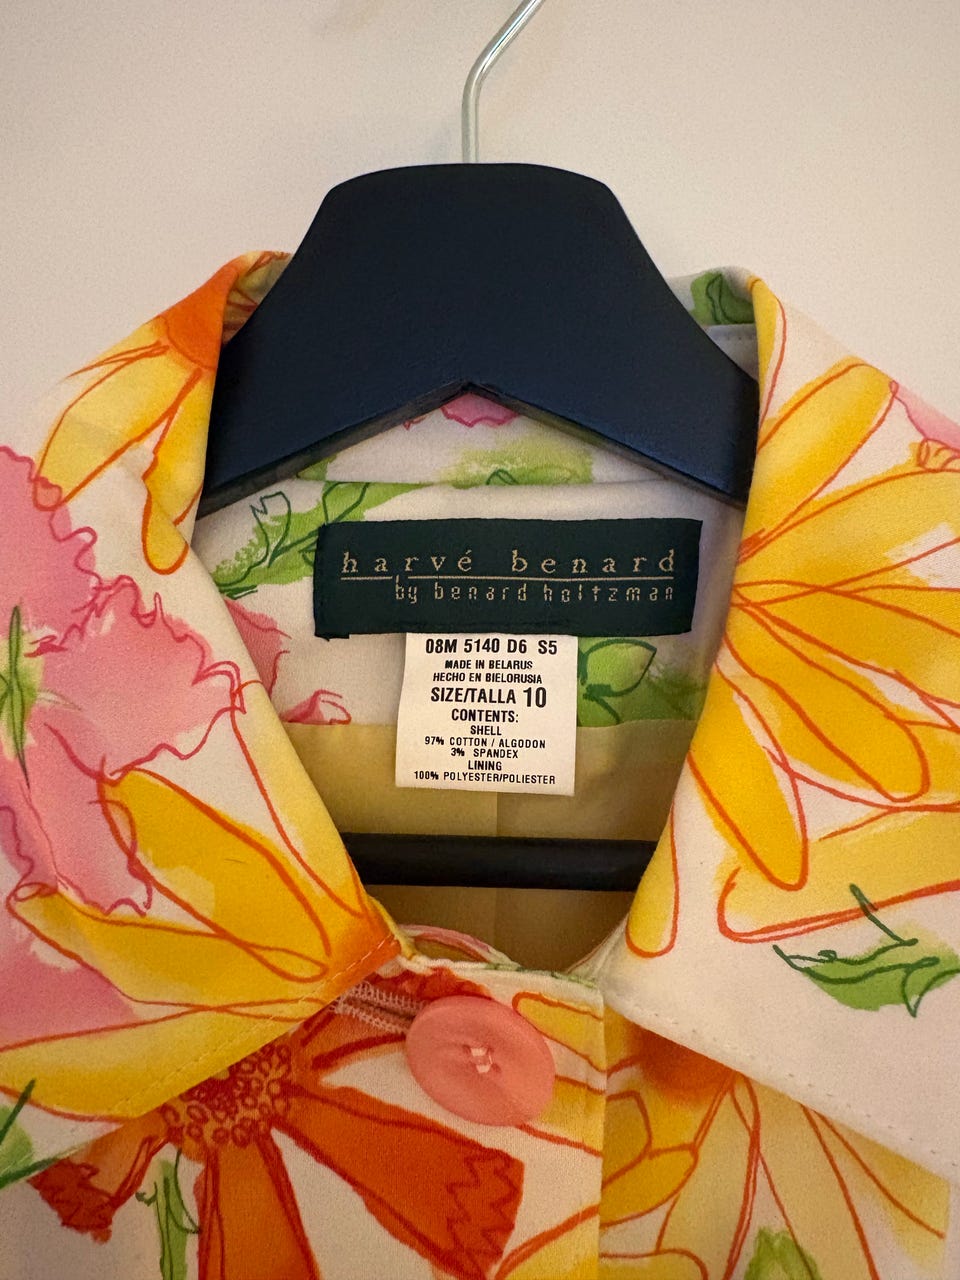 harvé benard
by benard holtzman
08M 5140 D6 S5
MADE IN BELARUS
HECHO EN BIELORUSIA
SIZE/TALLA 10
CONTENTS:
SHELL
97% COTTON / ALGODON
3% SPANDEX
LINING
100% POLYESTER/POLIESTER